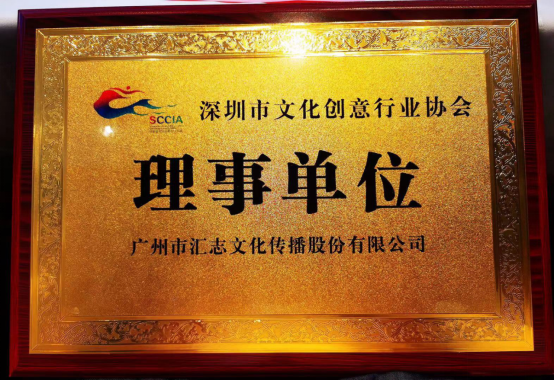 SCCIA
深圳市文化创意行业协会
理事单位
广州市汇志文化传播股份有限公司